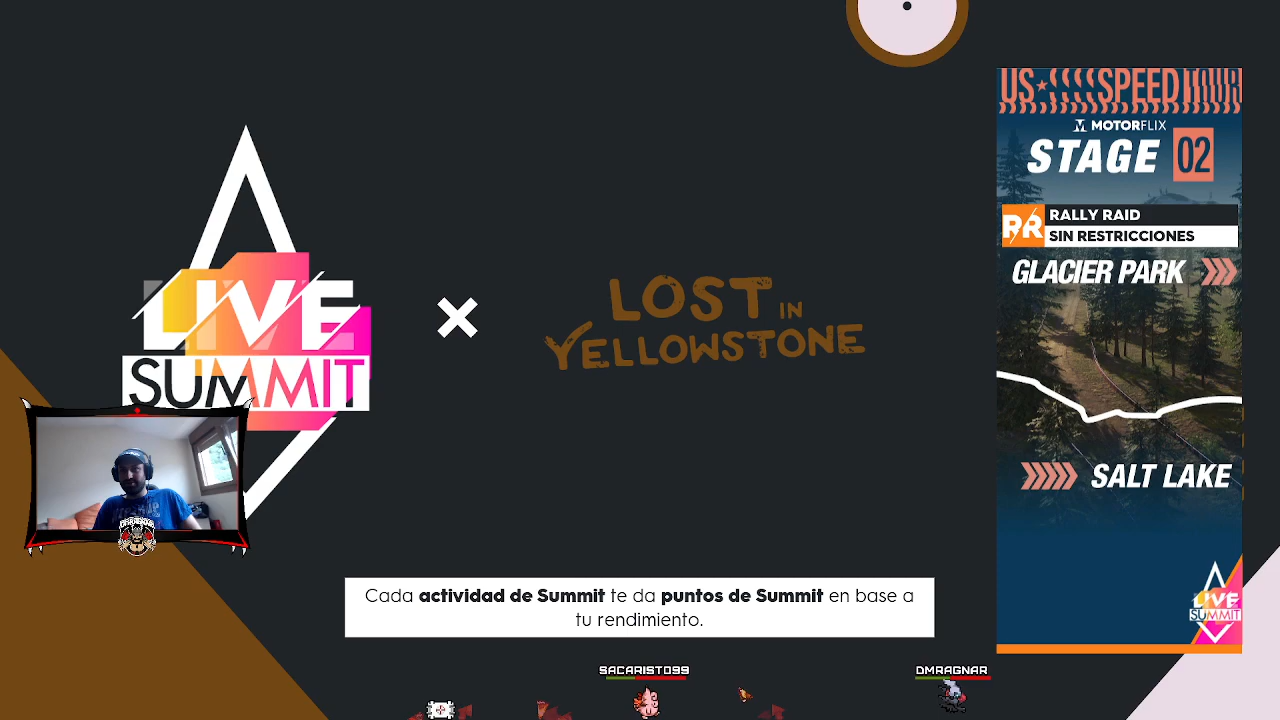 LIVE
SUMMIT
LOST IN
YELLOWSTONE
US SPEED TOUR
MOTORFLIX
STAGE 02
RR
RALLY RAID
SIN RESTRICCIONES
GLACIER PARK
SALT LAKE
LIVE
SUMMIT
Cada actividad de Summit te da puntos de Summit en base a
tu rendimiento.
SACARISTO99
DMRAGNAR